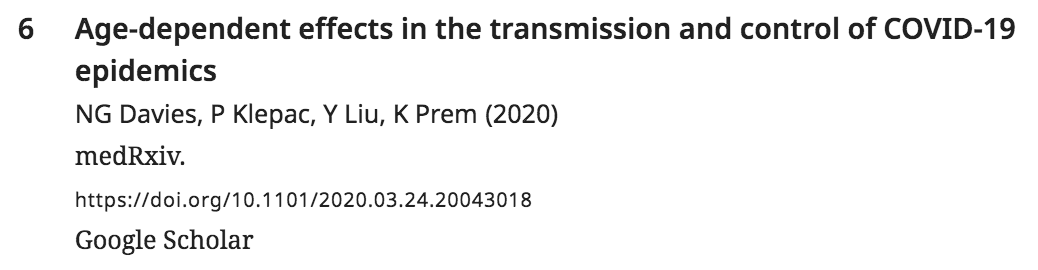 6 Age-dependent effects in the transmission and control of COVID-19
epidemics
NG Davies, P Klepac, Y Liu, K Prem (2020)
medRxiv.
https://doi.org/10.1101/2020.03.24.20043018
Google Scholar